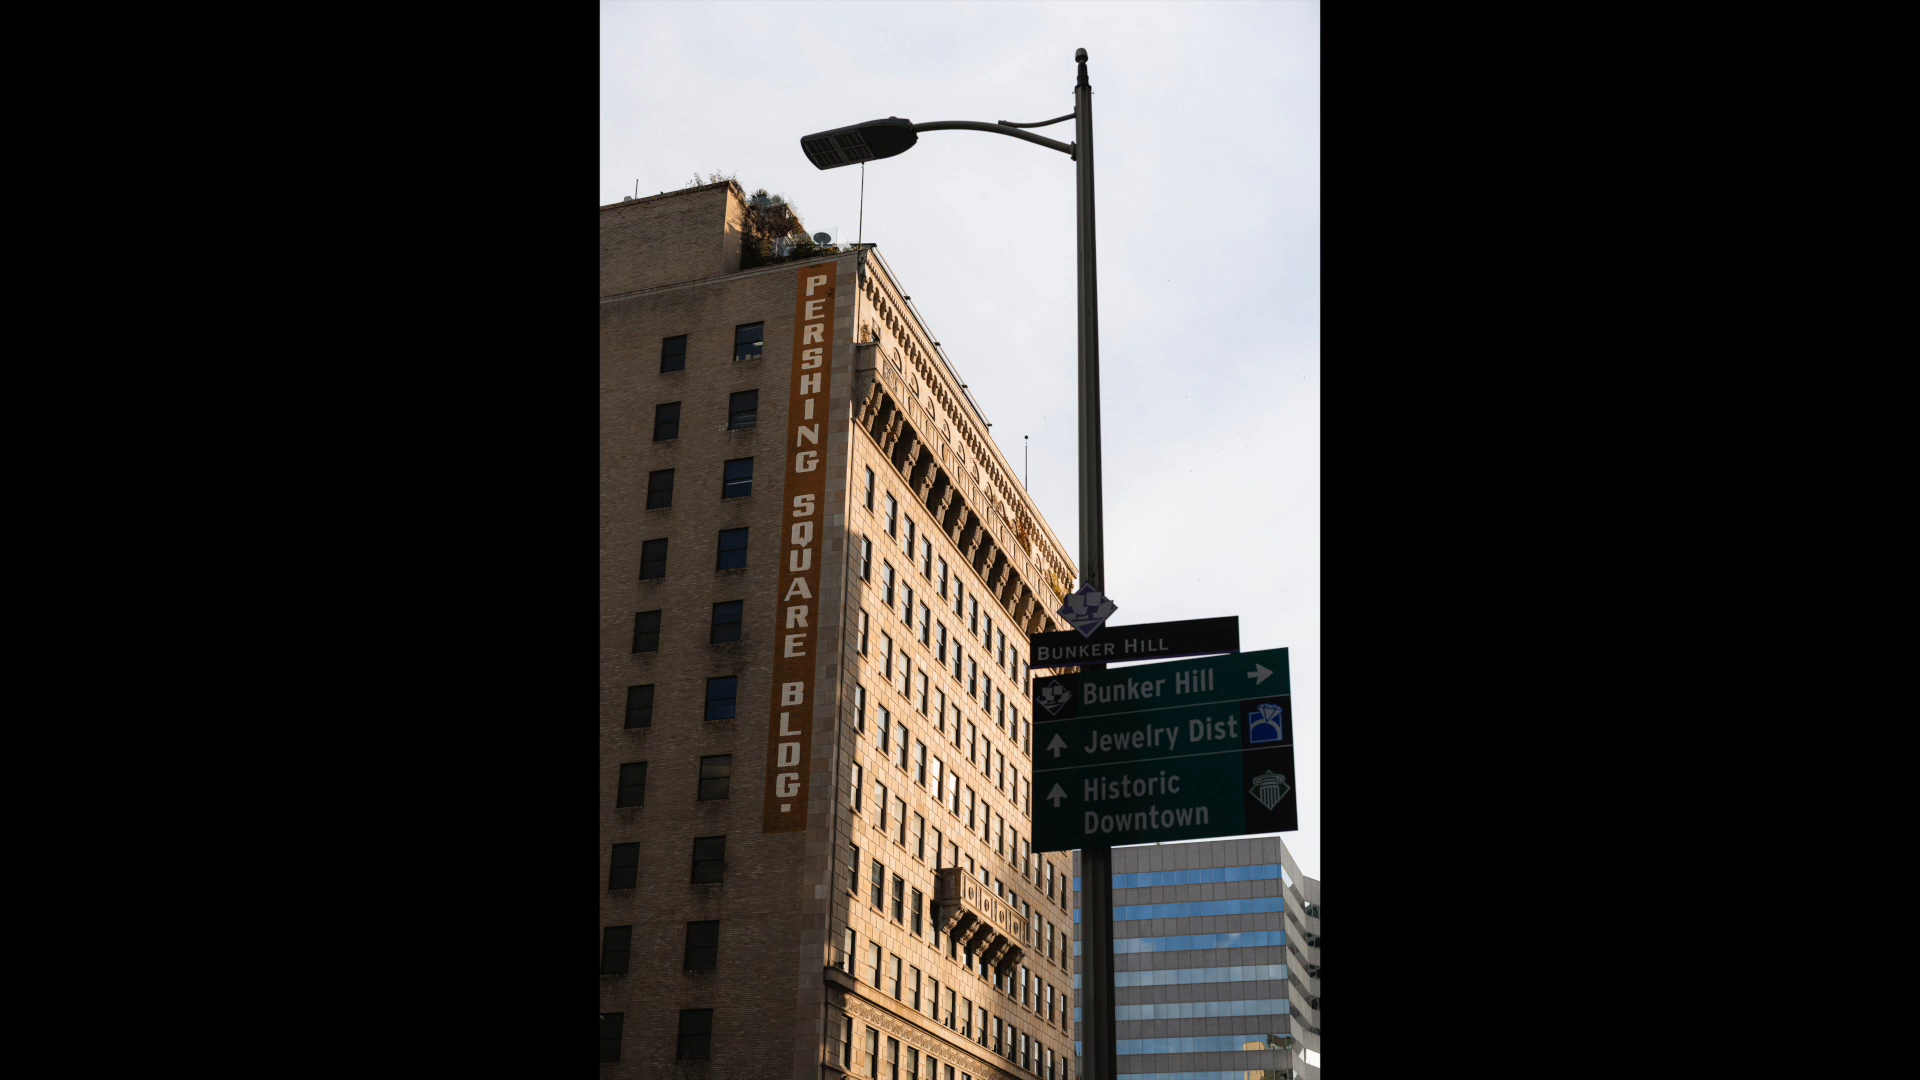 PERSHING SQUARE BLDG.
BUNKER HILL
Bunker Hill
Jewelry Dist
Historic
Downtown